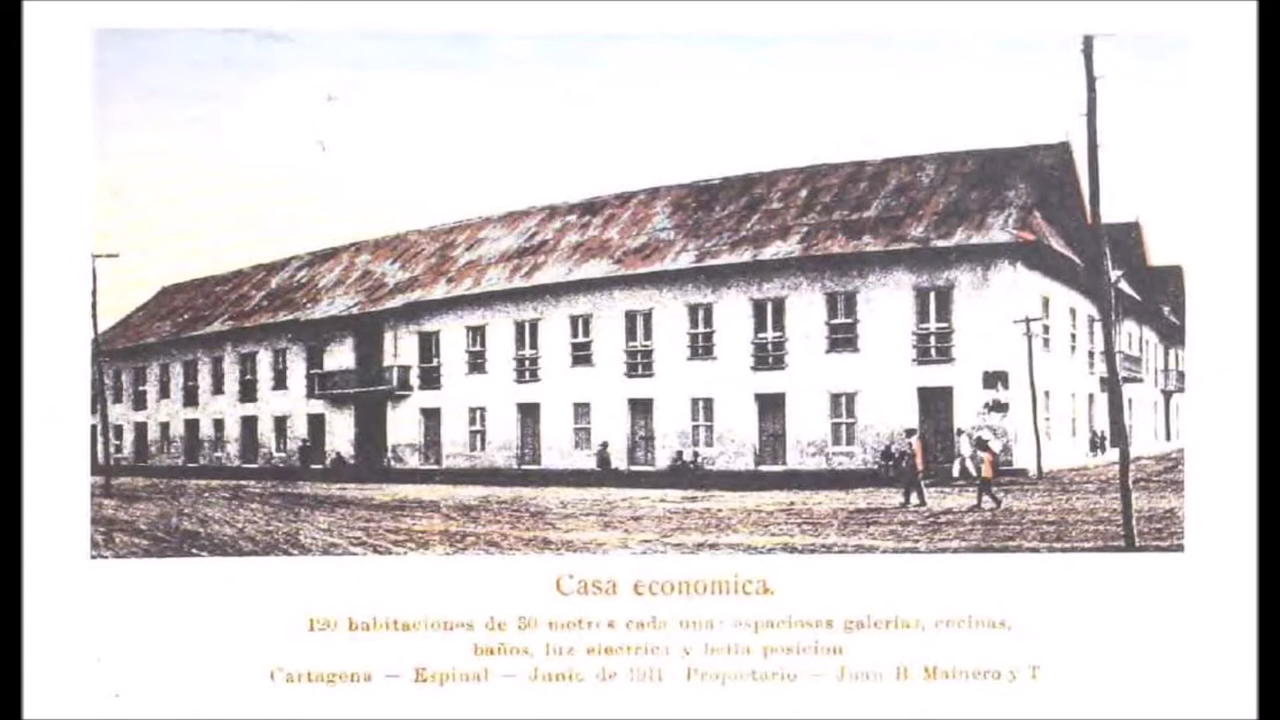 Casa economica.
120 habitaciones de 30 metros cada una: espaciosas galerias, cocinas,
baños, luz electrica y bella posicion
Cartagena — Espinal — Junio de 1911 Propietario — Juan B. Mainero y T